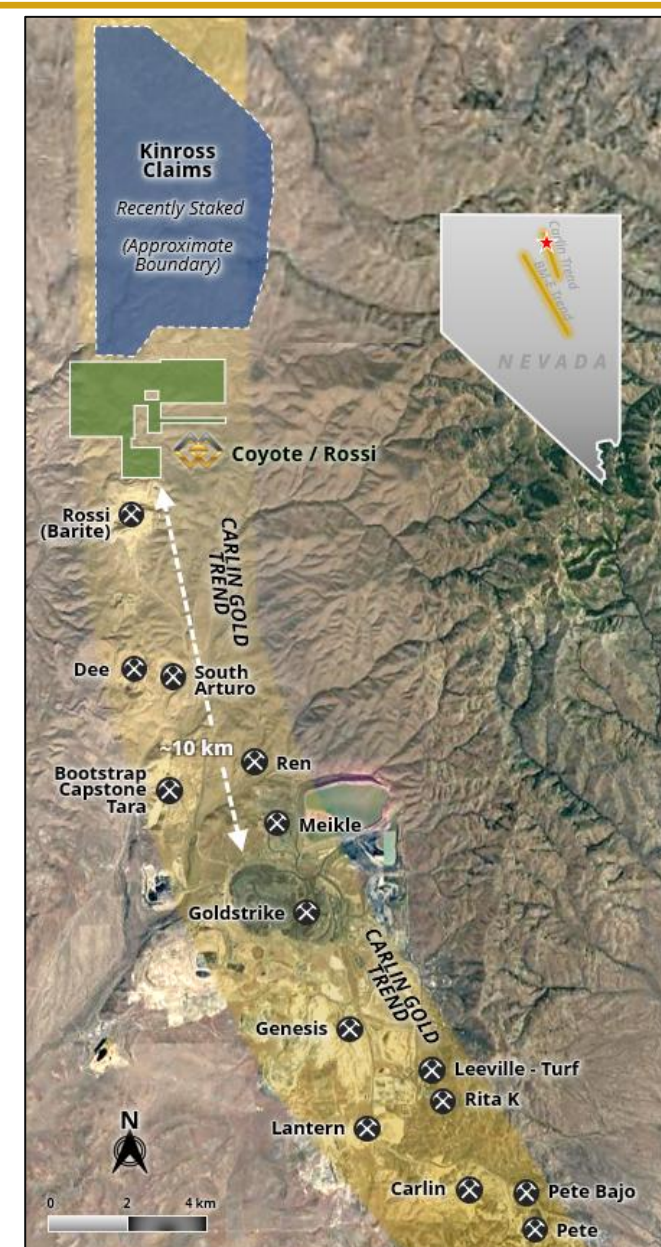 Kinross
Claims
Recently Staked
(Approximate
Boundary)
Carlin Trend
BM-E Trend
NEVADA
Coyote / Rossi
Rossi
(Barite)
CARLIN GOLD
TREND
Dee
South
Arturo
~10 km
Ren
Bootstrap
Capstone
Tara
Meikle
Goldstrike
CARLIN GOLD
TREND
Genesis
Leeville - Turf
Rita K
Lantern
N
Carlin
Pete Bajo
0 2 4 km
Pete